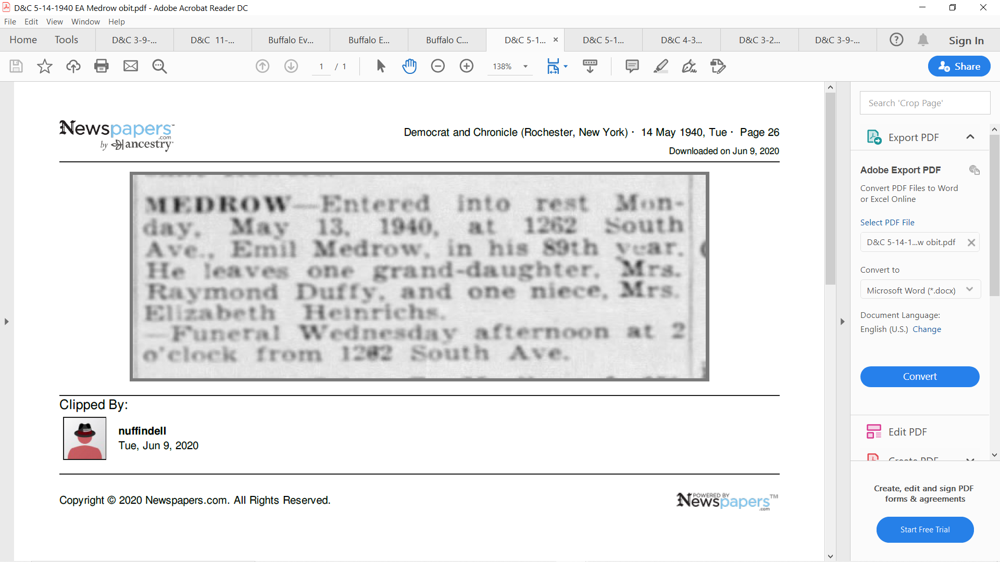 D&C 5-14-1940 EA Medrow obit.pdf - Adobe Acrobat Reader DC
File Edit View Window Help
Home Tools D&C 3-9-... D&C 11-... Buffalo Ev... Buffalo E... Buffalo C... D&C 5-1... × D&C 5-1... D&C 4-3... D&C 3-2... D&C 3-9-... Sign In
1 / 1 138% Share
Newspapers.com™
by ancestry
Democrat and Chronicle (Rochester, New York) · 14 May 1940, Tue · Page 26
Downloaded on Jun 9, 2020
MEDROW—Entered into rest Mon-
day, May 13, 1940, at 1262 South
Ave., Emil Medrow, in his 89th year.
He leaves one grand-daughter, Mrs.
Raymond Duffy, and one niece, Mrs.
Elizabeth Heinrichs.
—Funeral Wednesday afternoon at 2
o'clock from 1262 South Ave.
Clipped By:
nuffindell
Tue, Jun 9, 2020
Copyright © 2020 Newspapers.com. All Rights Reserved.
POWERED BY
Newspapers.com™
Search 'Crop Page'
Export PDF
Adobe Export PDF
Convert PDF Files to Word
or Excel Online
Select PDF File
D&C 5-14-1...w obit.pdf
Convert to
Microsoft Word (*.docx)
Document Language:
English (U.S.) Change
Convert
Edit PDF
Create PDF
Create, edit and sign PDF
forms & agreements
Start Free Trial